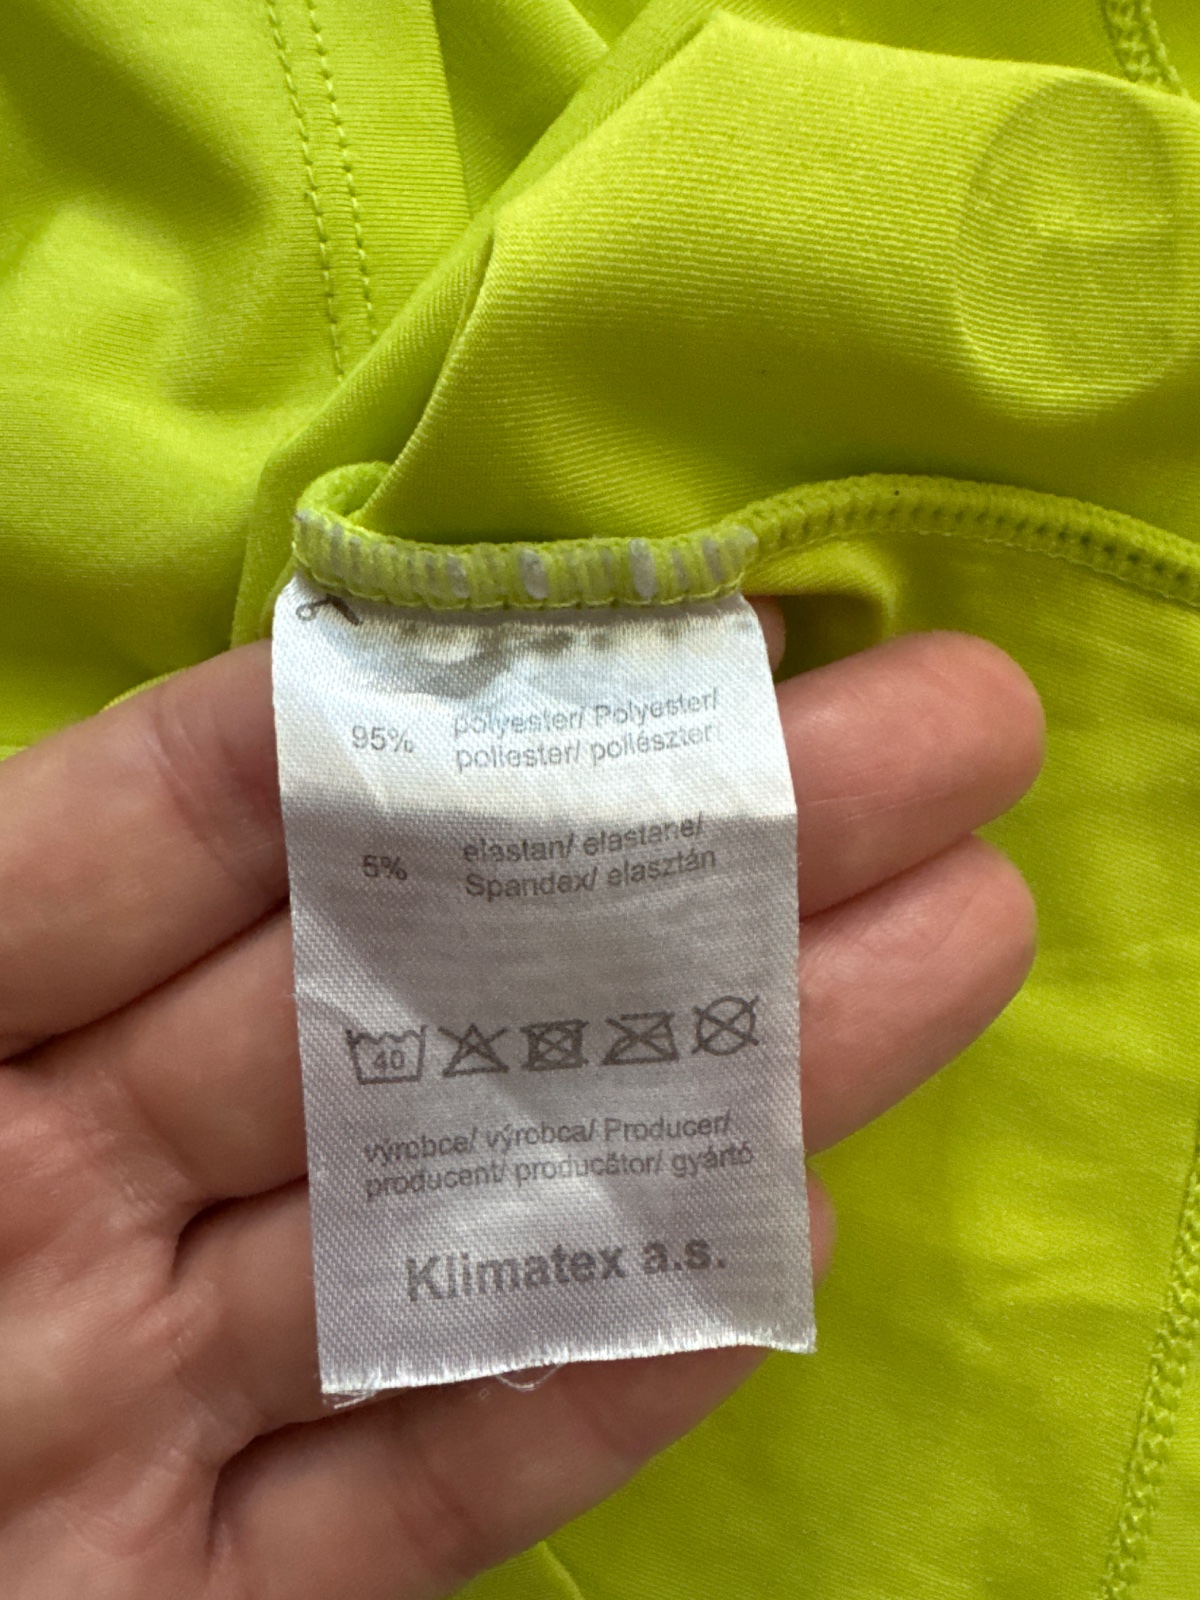 95% polyester/ Polyester/
poliester/ poliészter
5% elastan/ elastane/
Spandex/ elasztán
40
výrobce/ výrobca/ Producer/
producent/ producător/ gyártó
Klimatex a.s.